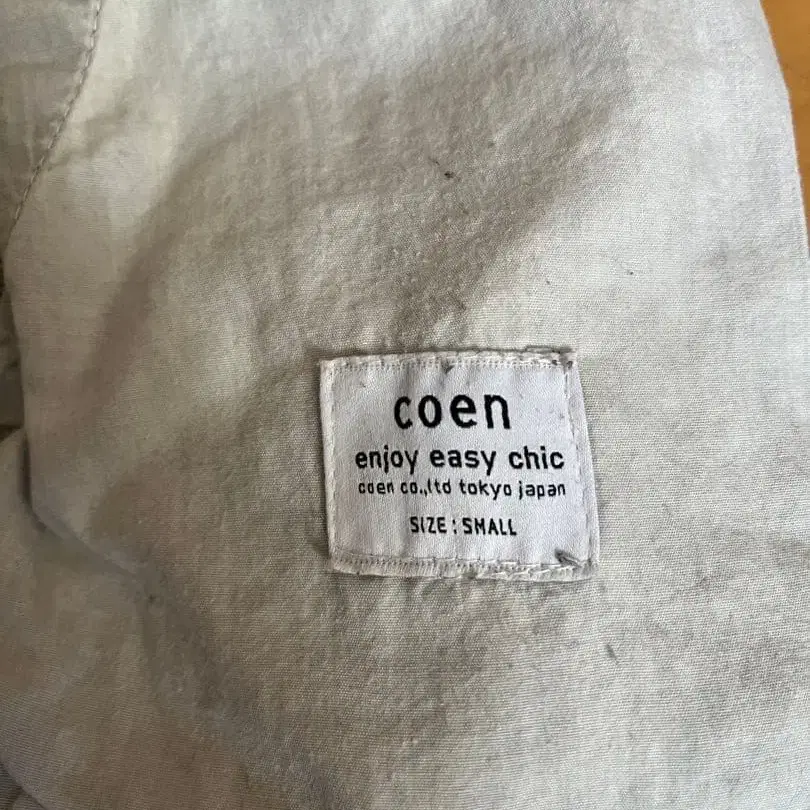 coen
enjoy easy chic
coen co.,ltd tokyo japan
SIZE : SMALL